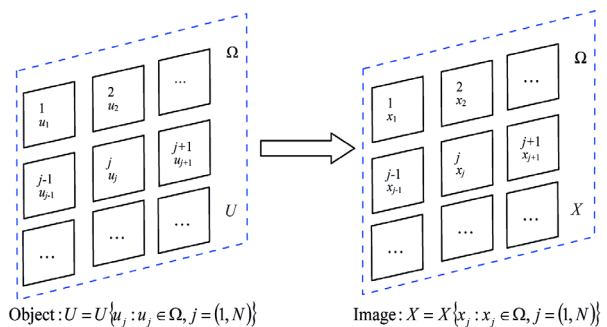 Ω
1 2 ...
u₁ u₂
j-1 j j+1
uⱼ₋₁ uⱼ uⱼ₊₁
U
... ... ...
Object : U = U{uⱼ : uⱼ ∈ Ω, j = (1, N)}
Ω
1 2 ...
x₁ x₂
j-1 j j+1
xⱼ₋₁ xⱼ xⱼ₊₁
X
... ... ...
Image : X = X{xⱼ : xⱼ ∈ Ω, j = (1, N)}